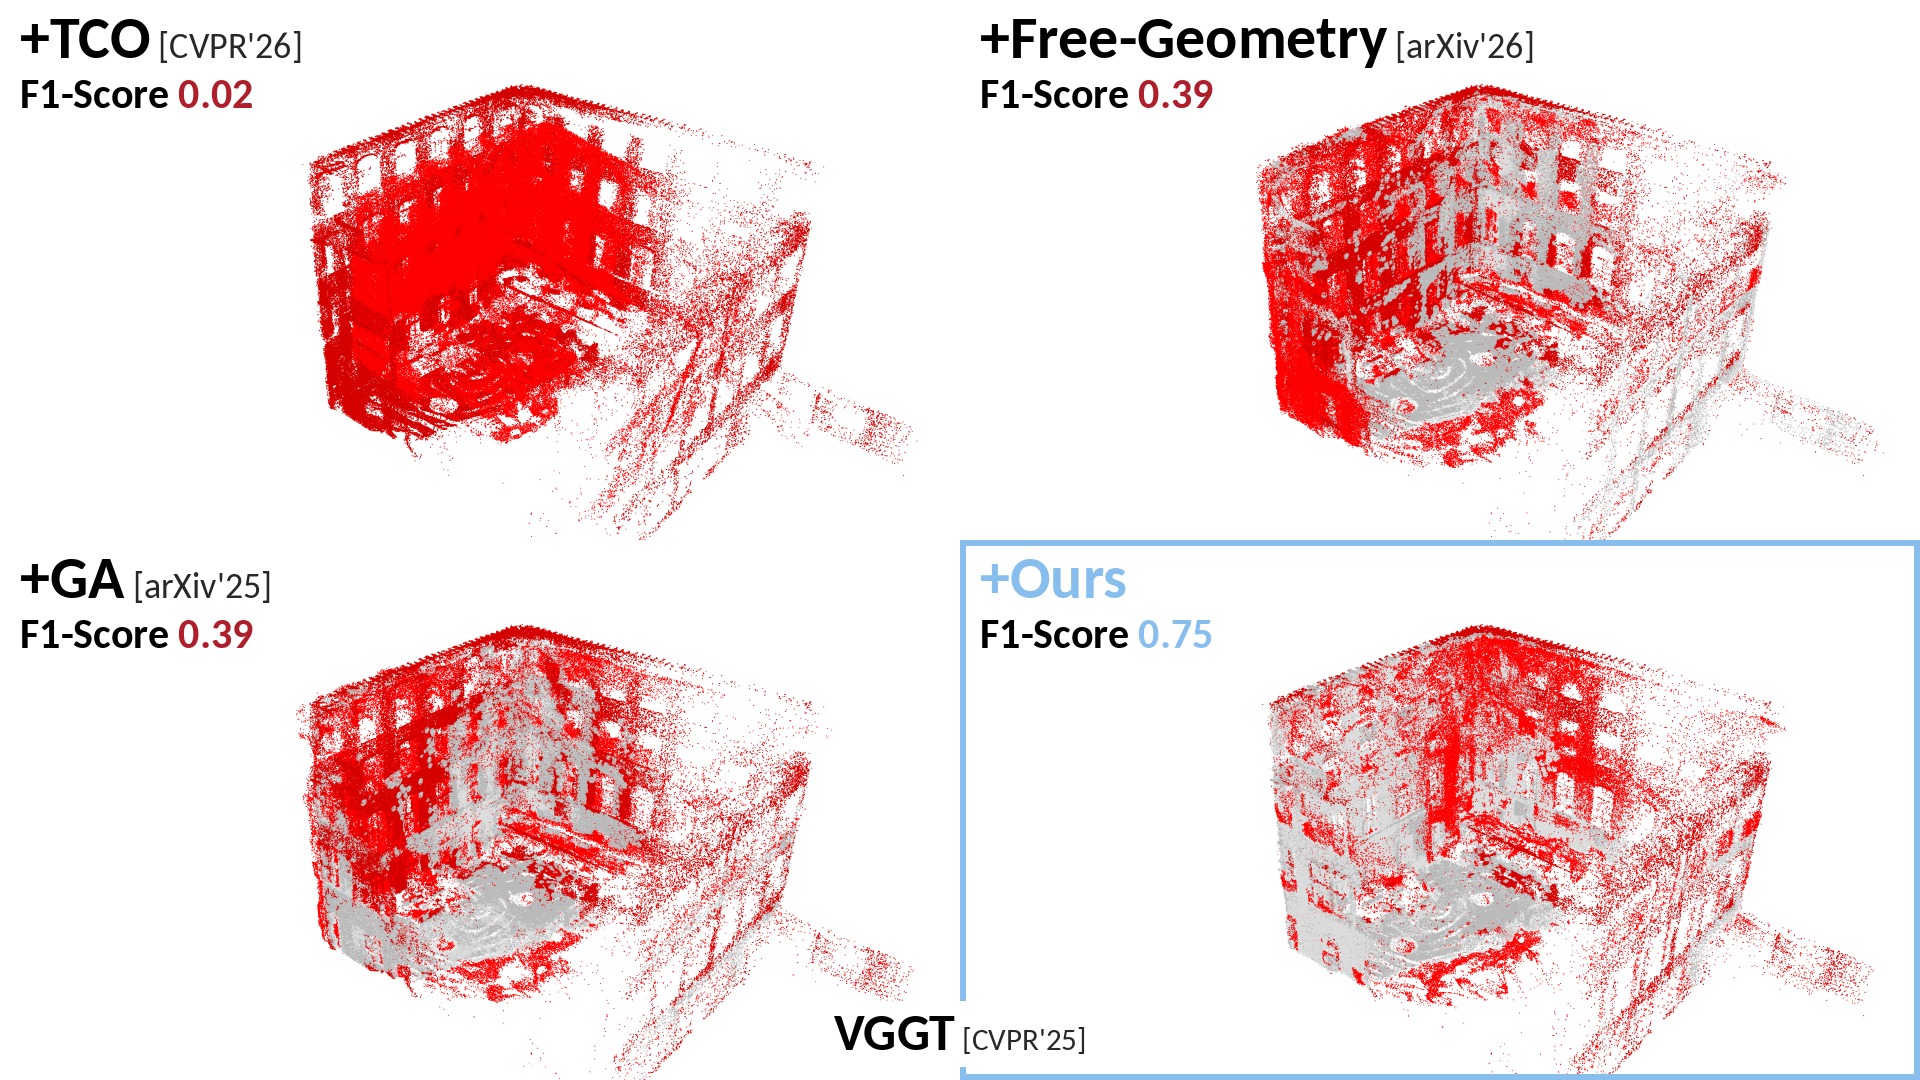 +TCO [CVPR'26]
F1-Score 0.02
+Free-Geometry [arXiv'26]
F1-Score 0.39
+GA [arXiv'25]
F1-Score 0.39
+Ours
F1-Score 0.75
VGGT [CVPR'25]